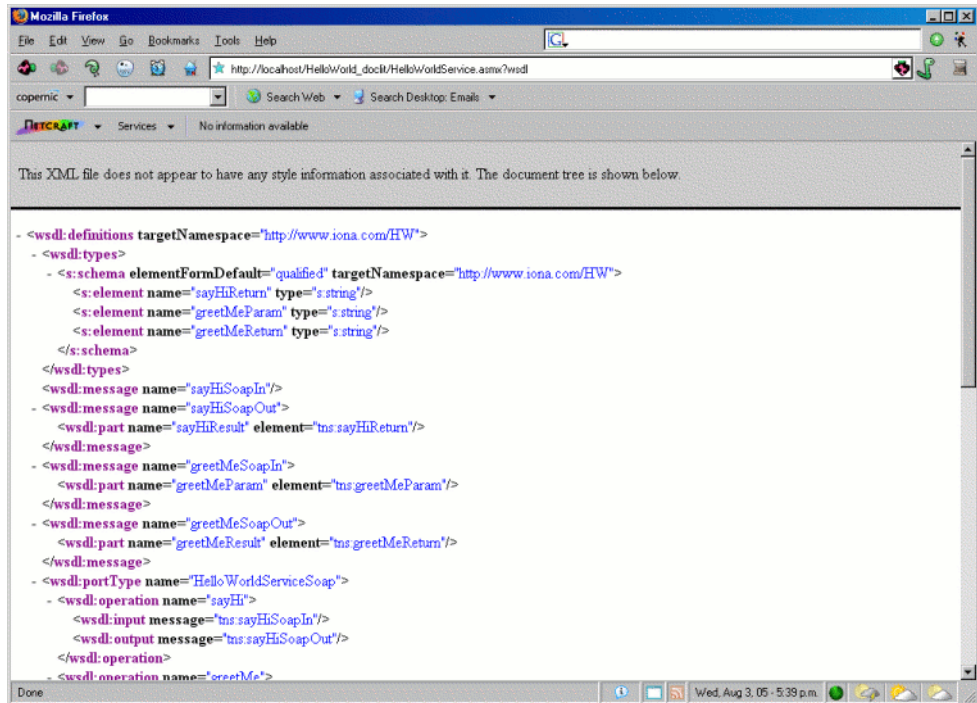 Mozilla Firefox
File Edit View Go Bookmarks Tools Help
G
http://localhost/HelloWorld_doclit/HelloWorldService.asmx?wsdl
copernic Search Web Search Desktop: Emails
NETCRAFT Services No information available
This XML file does not appear to have any style information associated with it. The document tree is shown below.
- <wsdl:definitions targetNamespace="http://www.iona.com/HW">
- <wsdl:types>
- <s:schema elementFormDefault="qualified" targetNamespace="http://www.iona.com/HW">
<s:element name="sayHiReturn" type="s:string"/>
<s:element name="greetMeParam" type="s:string"/>
<s:element name="greetMeReturn" type="s:string"/>
</s:schema>
</wsdl:types>
<wsdl:message name="sayHiSoapIn"/>
- <wsdl:message name="sayHiSoapOut">
<wsdl:part name="sayHiResult" element="tns:sayHiReturn"/>
</wsdl:message>
- <wsdl:message name="greetMeSoapIn">
<wsdl:part name="greetMeParam" element="tns:greetMeParam"/>
</wsdl:message>
- <wsdl:message name="greetMeSoapOut">
<wsdl:part name="greetMeResult" element="tns:greetMeReturn"/>
</wsdl:message>
- <wsdl:portType name="HelloWorldServiceSoap">
- <wsdl:operation name="sayHi">
<wsdl:input message="tns:sayHiSoapIn"/>
<wsdl:output message="tns:sayHiSoapOut"/>
</wsdl:operation>
- <wsdl:operation name="greetMe">
Done Wed, Aug 3, 05 - 5:39 p.m.